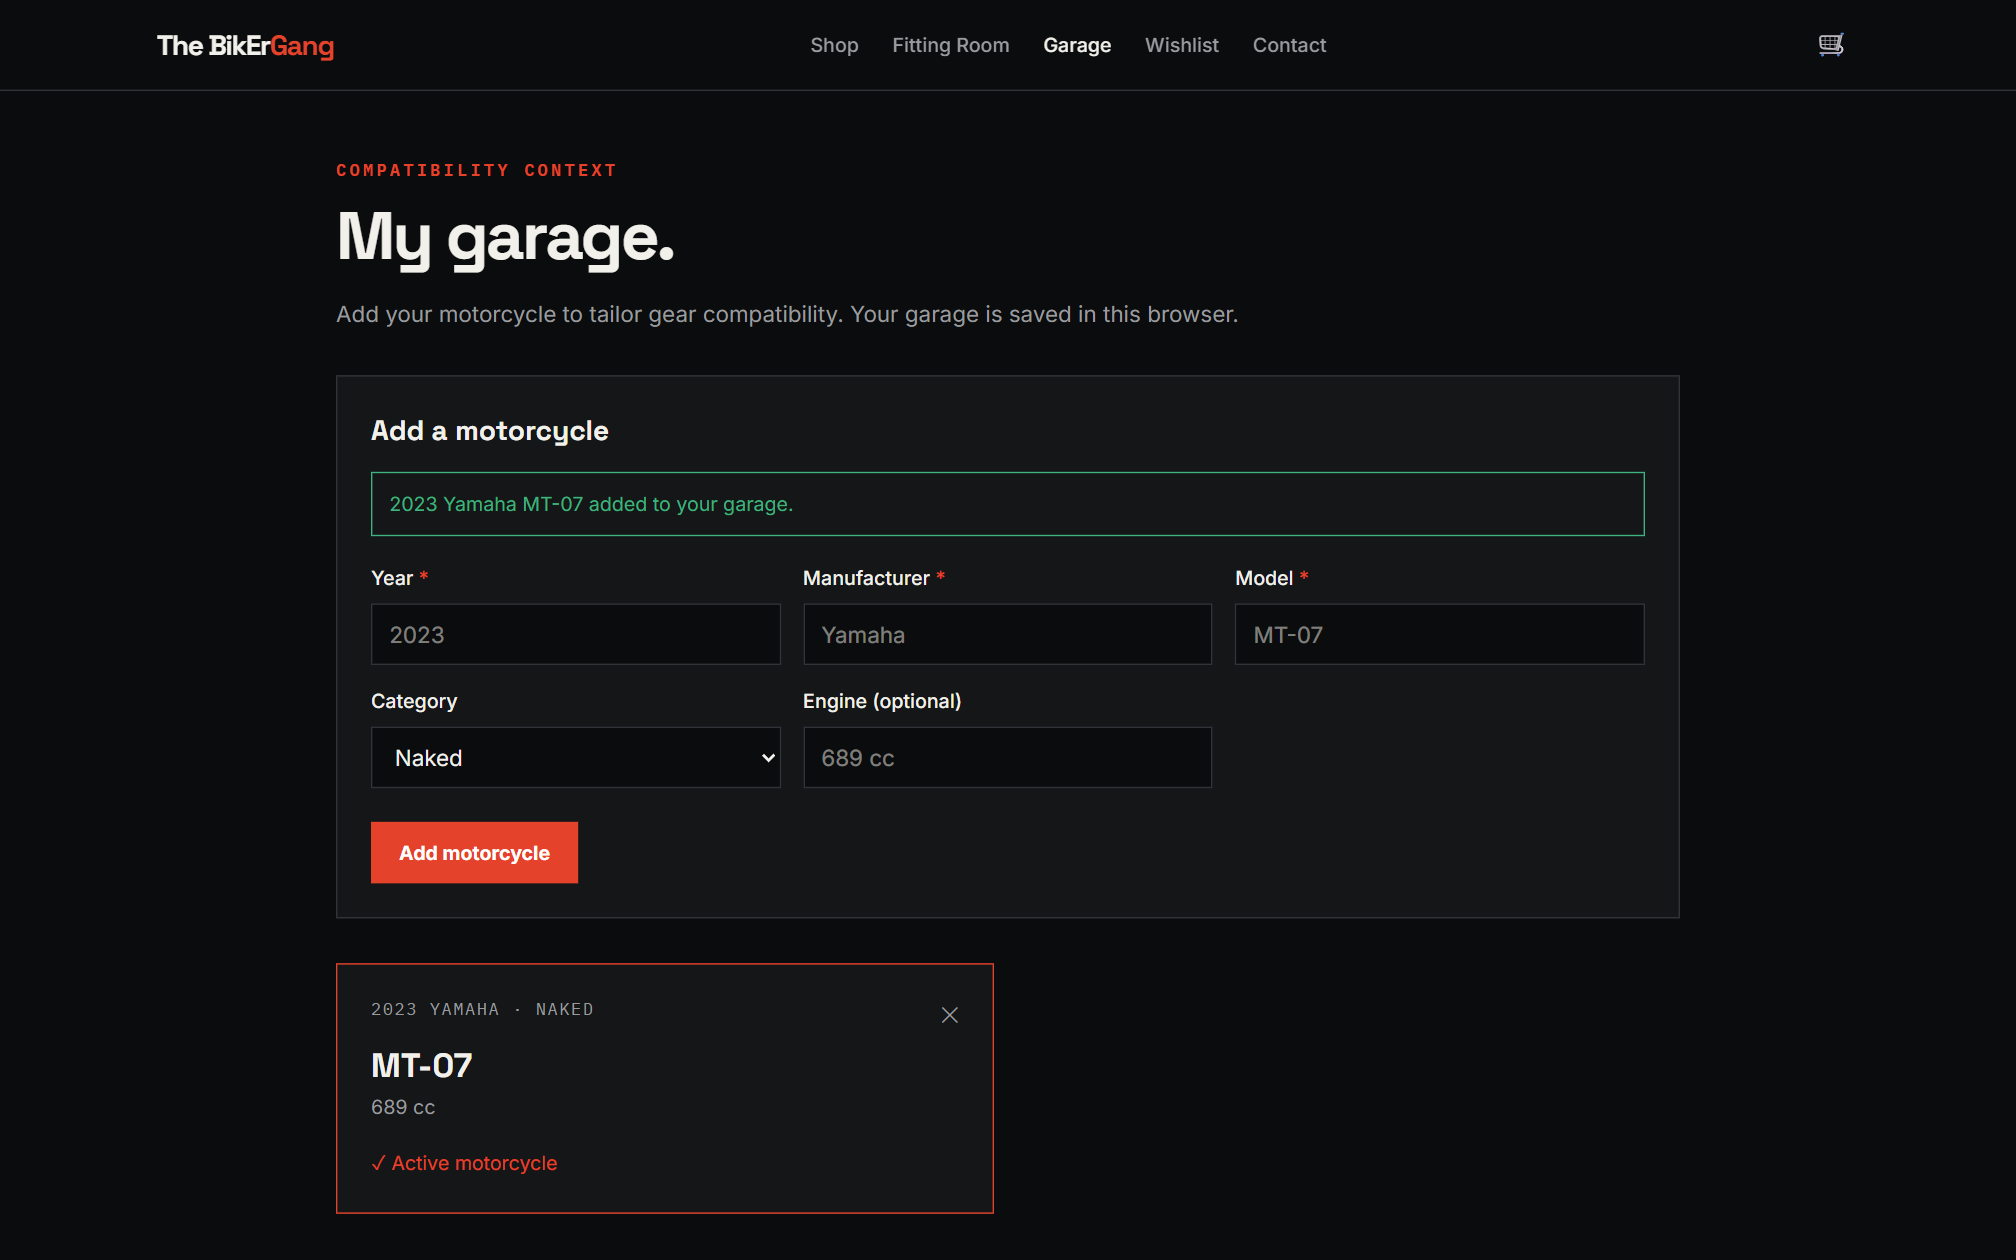 The BikErGang
Shop Fitting Room Garage Wishlist Contact
COMPATIBILITY CONTEXT
My garage.
Add your motorcycle to tailor gear compatibility. Your garage is saved in this browser.
Add a motorcycle
2023 Yamaha MT-07 added to your garage.
Year * Manufacturer * Model *
2023 Yamaha MT-07
Category Engine (optional)
Naked 689 cc
Add motorcycle
2023 YAMAHA · NAKED
MT-07
689 cc
✓ Active motorcycle